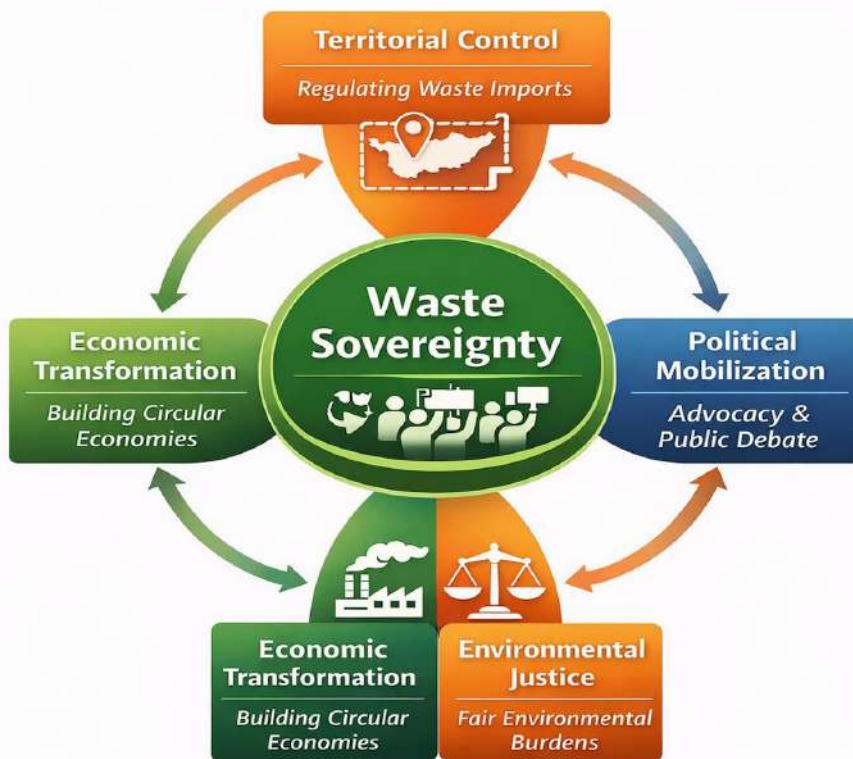 Territorial Control
Regulating Waste Imports
Waste
Sovereignty
Economic
Transformation
Building Circular
Economies
Political
Mobilization
Advocacy &
Public Debate
Economic
Transformation
Building Circular
Economies
Environmental
Justice
Fair Environmental
Burdens